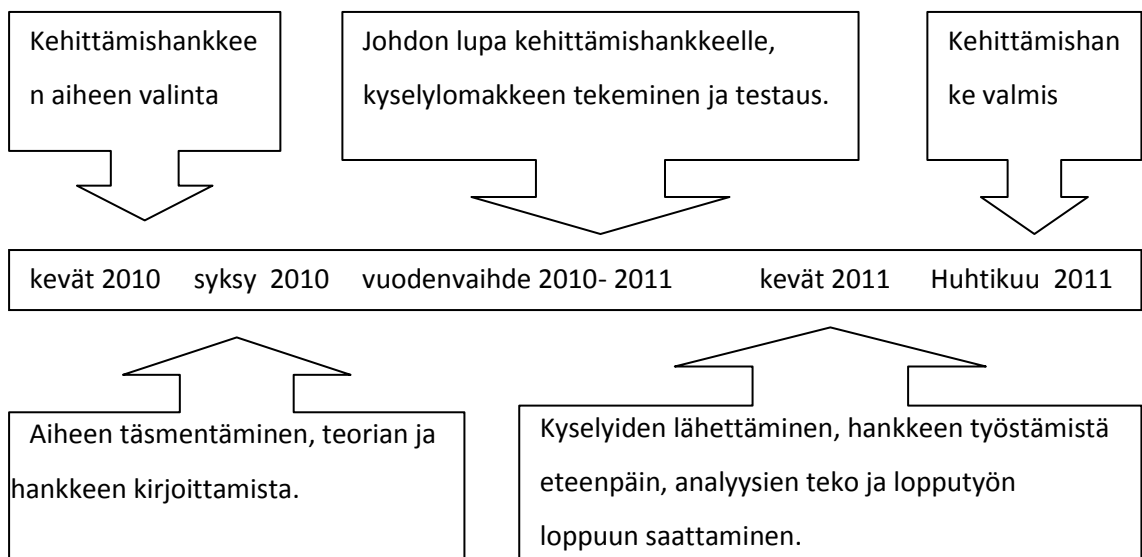 Kehittämishankkee
n aiheen valinta
Johdon lupa kehittämishankkeelle,
kyselylomakkeen tekeminen ja testaus.
Kehittämishan
ke valmis
kevät 2010 syksy 2010 vuodenvaihde 2010- 2011 kevät 2011 Huhtikuu 2011
Aiheen täsmentäminen, teorian ja
hankkeen kirjoittamista.
Kyselyiden lähettäminen, hankkeen työstämistä
eteenpäin, analyysien teko ja lopputyön
loppuun saattaminen.